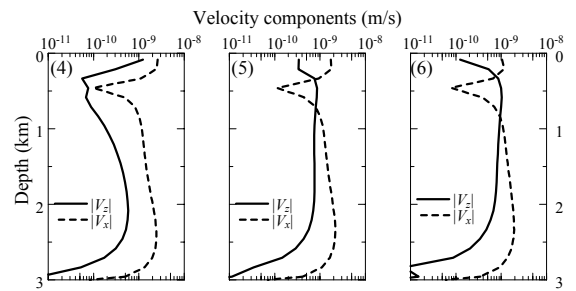 Velocity components (m/s)
10⁻¹¹ 10⁻¹⁰ 10⁻⁹ 10⁻⁸ 10⁻¹¹ 10⁻¹⁰ 10⁻⁹ 10⁻⁸ 10⁻¹¹ 10⁻¹⁰ 10⁻⁹ 10⁻⁸
0 (4) (5) (6) 0
1 1
Depth (km)
2 |Vz| |Vz| |Vz| 2
|Vx| |Vx| |Vx|
3 3